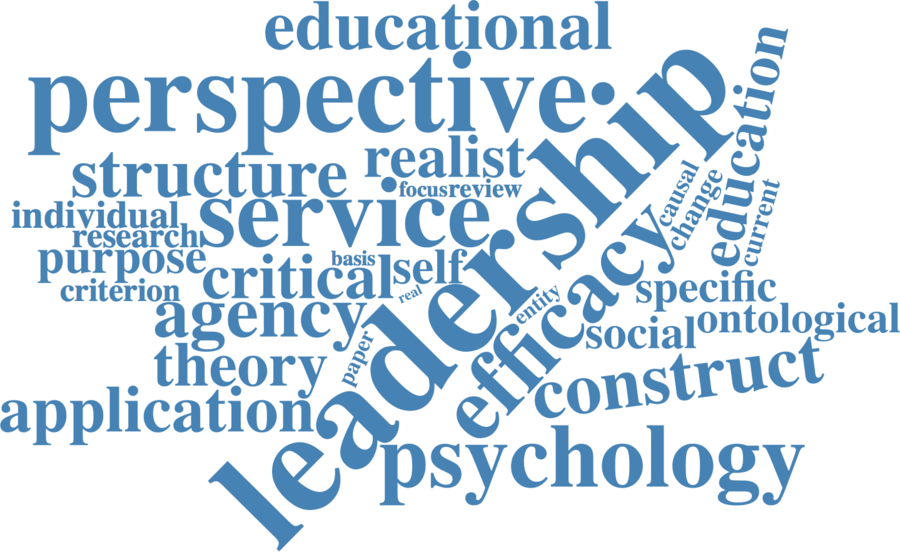 educational
perspective.
leadership
education
structure
realist
focus
review
service
individual
research
purpose
criterion
critical
basis
self
real
agency
theory
paper
application
efficacy
entity
causal
change
current
specific
social
ontological
construct
psychology